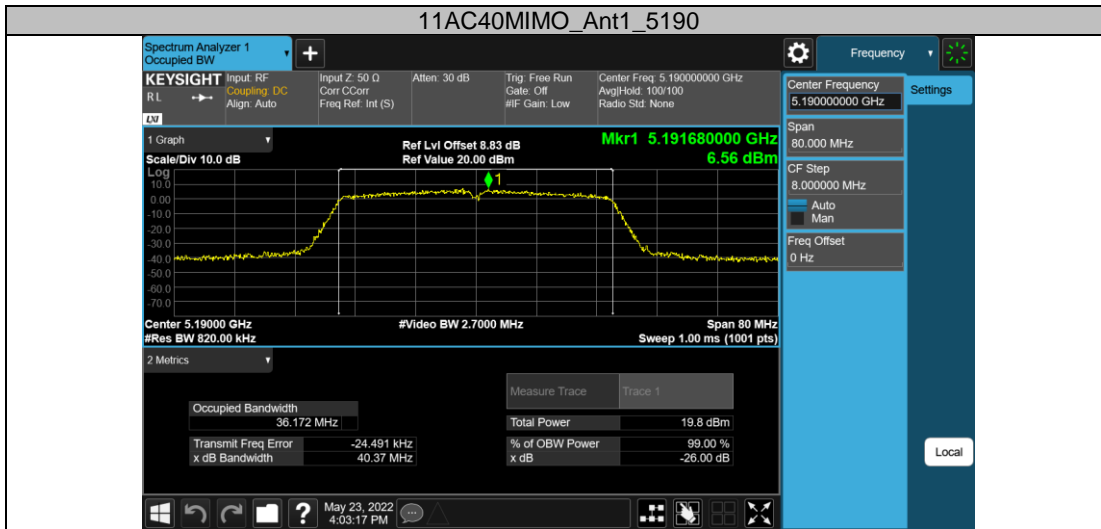 11AC40MIMO_Ant1_5190
Spectrum Analyzer 1
Occupied BW
+
Frequency
KEYSIGHT
RL
LXI
Input: RF
Coupling: DC
Align: Auto
Input Z: 50 Ω
Corr CCorr
Freq Ref: Int (S)
Atten: 30 dB
Trig: Free Run
Gate: Off
#IF Gain: Low
Center Freq: 5.190000000 GHz
Avg|Hold: 100/100
Radio Std: None
Center Frequency
5.190000000 GHz
Settings
Span
80.000 MHz
CF Step
8.000000 MHz
Auto
Man
Freq Offset
0 Hz
Local
1 Graph
Scale/Div 10.0 dB
Ref Lvl Offset 8.83 dB
Ref Value 20.00 dBm
Mkr1 5.191680000 GHz
6.56 dBm
Log
10.0
0.00
-10.0
-20.0
-30.0
-40.0
-50.0
-60.0
-70.0
1
Center 5.19000 GHz
#Res BW 820.00 kHz
#Video BW 2.7000 MHz
Span 80 MHz
Sweep 1.00 ms (1001 pts)
2 Metrics
Measure Trace Trace 1
Occupied Bandwidth
36.172 MHz
Total Power 19.8 dBm
Transmit Freq Error -24.491 kHz
% of OBW Power 99.00 %
x dB Bandwidth 40.37 MHz
x dB -26.00 dB
?
May 23, 2022
4:03:17 PM